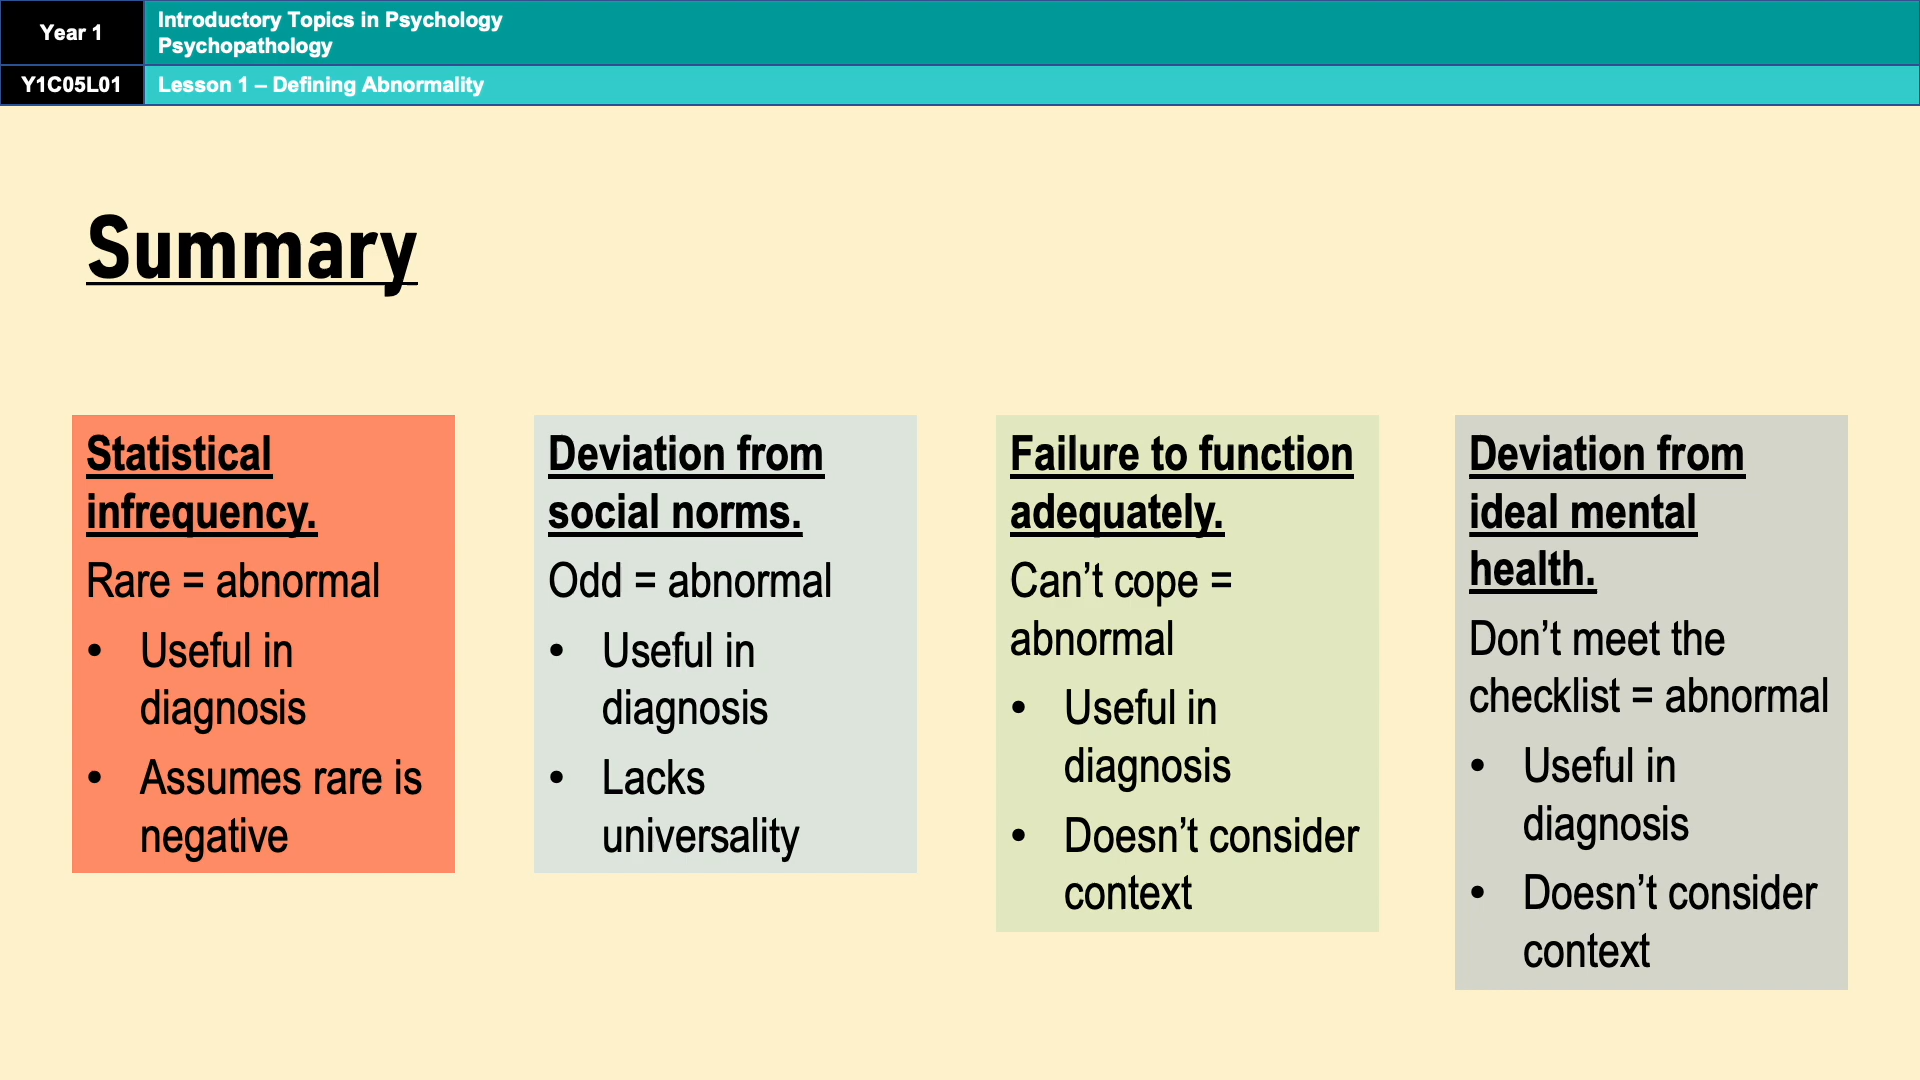 Year 1
Introductory Topics in Psychology
Psychopathology
Y1C05L01
Lesson 1 – Defining Abnormality
Summary
Statistical
infrequency.
Rare = abnormal
• Useful in
diagnosis
• Assumes rare is
negative
Deviation from
social norms.
Odd = abnormal
• Useful in
diagnosis
• Lacks
universality
Failure to function
adequately.
Can’t cope =
abnormal
• Useful in
diagnosis
• Doesn’t consider
context
Deviation from
ideal mental
health.
Don’t meet the
checklist = abnormal
• Useful in
diagnosis
• Doesn’t consider
context